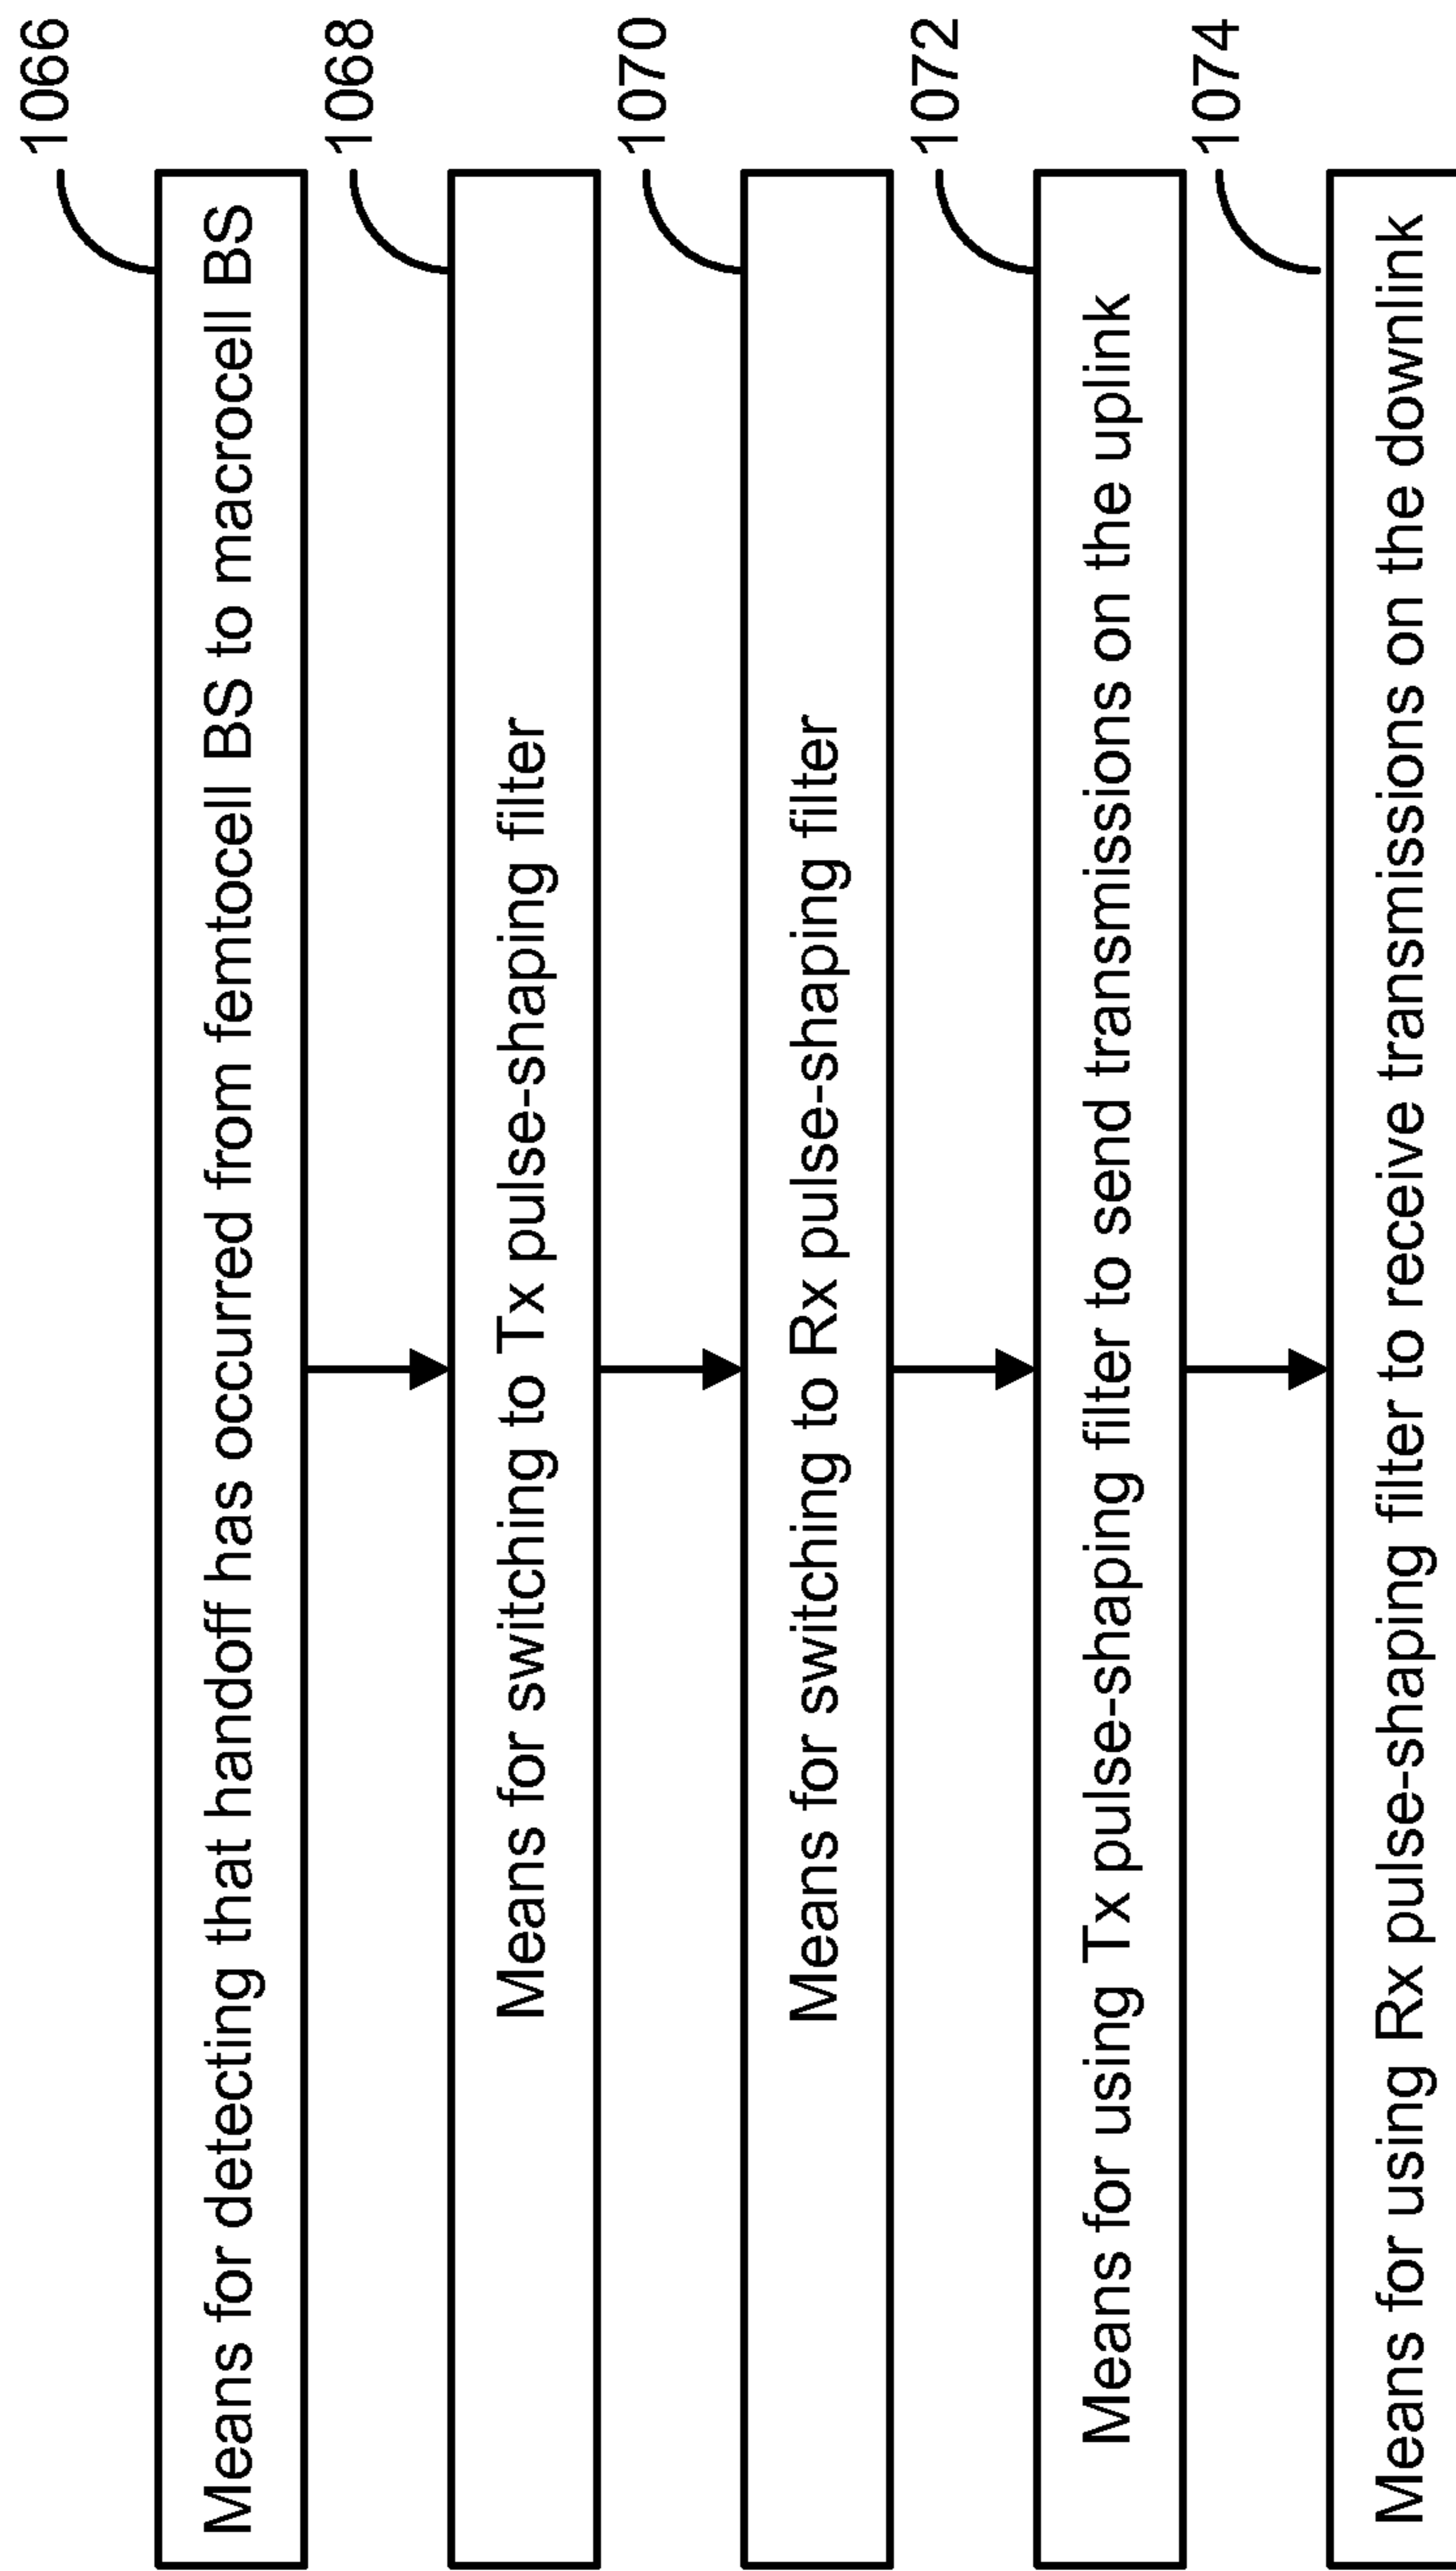 1066
Means for detecting that handoff has occurred from femtocell BS to macrocell BS
1068
Means for switching to Tx pulse-shaping filter
1070
Means for switching to Rx pulse-shaping filter
1072
Means for using Tx pulse-shaping filter to send transmissions on the uplink
1074
Means for using Rx pulse-shaping filter to receive transmissions on the downlink